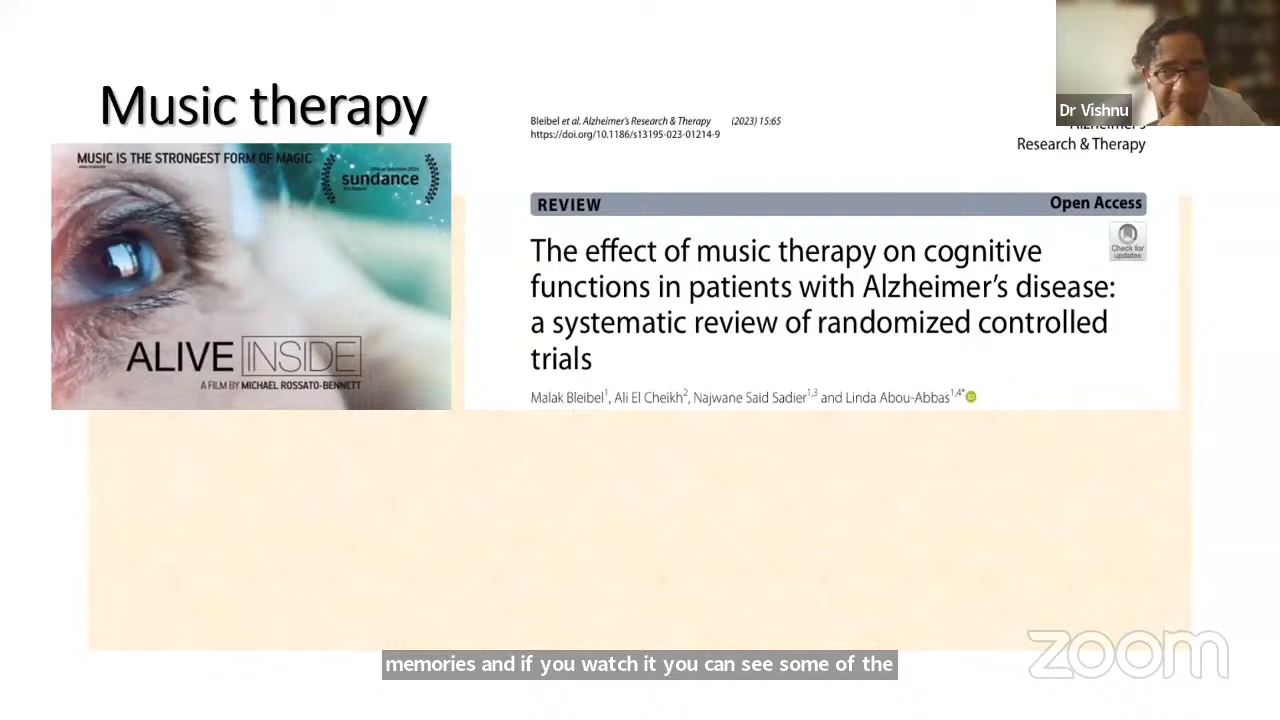 Music therapy
MUSIC IS THE STRONGEST FORM OF MAGIC
sundance
ALIVE INSIDE
A FILM BY MICHAEL ROSSATO-BENNETT
Bleibel et al. Alzheimer's Research & Therapy (2023) 15:65
https://doi.org/10.1186/s13195-023-01214-9
Alzheimer's
Research & Therapy
REVIEW Open Access
Check for
updates
The effect of music therapy on cognitive
functions in patients with Alzheimer's disease:
a systematic review of randomized controlled
trials
Malak Bleibel1, Ali El Cheikh2, Najwane Said Sadier1,3 and Linda Abou-Abbas1,4*
Dr Vishnu
memories and if you watch it you can see some of the
zoom